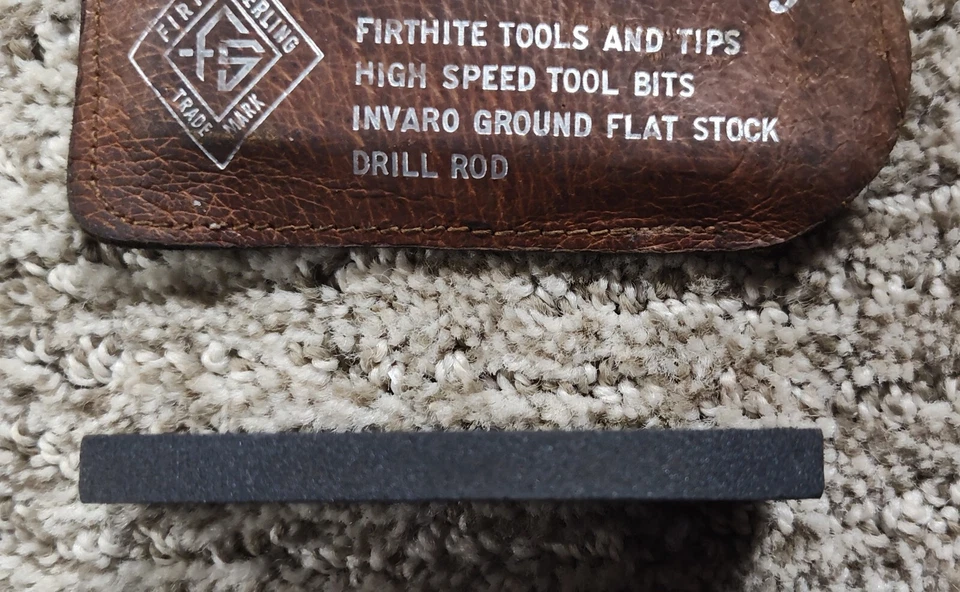 FIRTH STERLING
FS
TRADE MARK
FIRTHITE TOOLS AND TIPS
HIGH SPEED TOOL BITS
INVARO GROUND FLAT STOCK
DRILL ROD